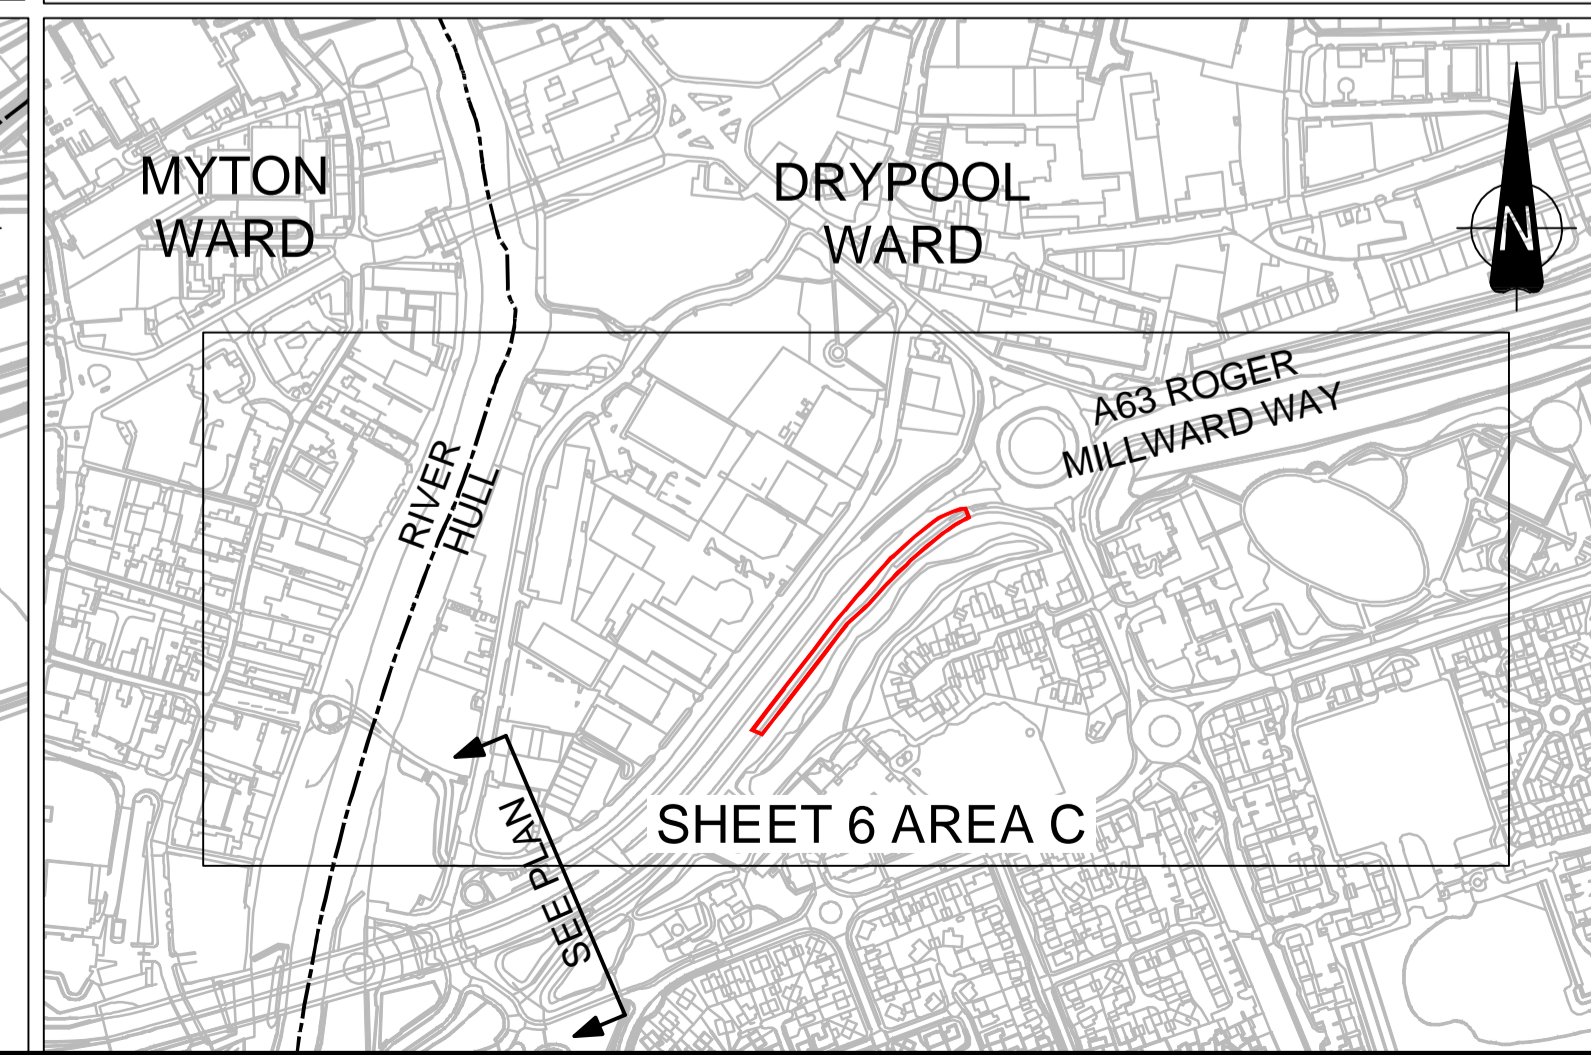 MYTON
WARD
DRYPOOL
WARD
N
A63 ROGER
MILLWARD WAY
RIVER
HULL
SEE PLAN
SHEET 6 AREA C